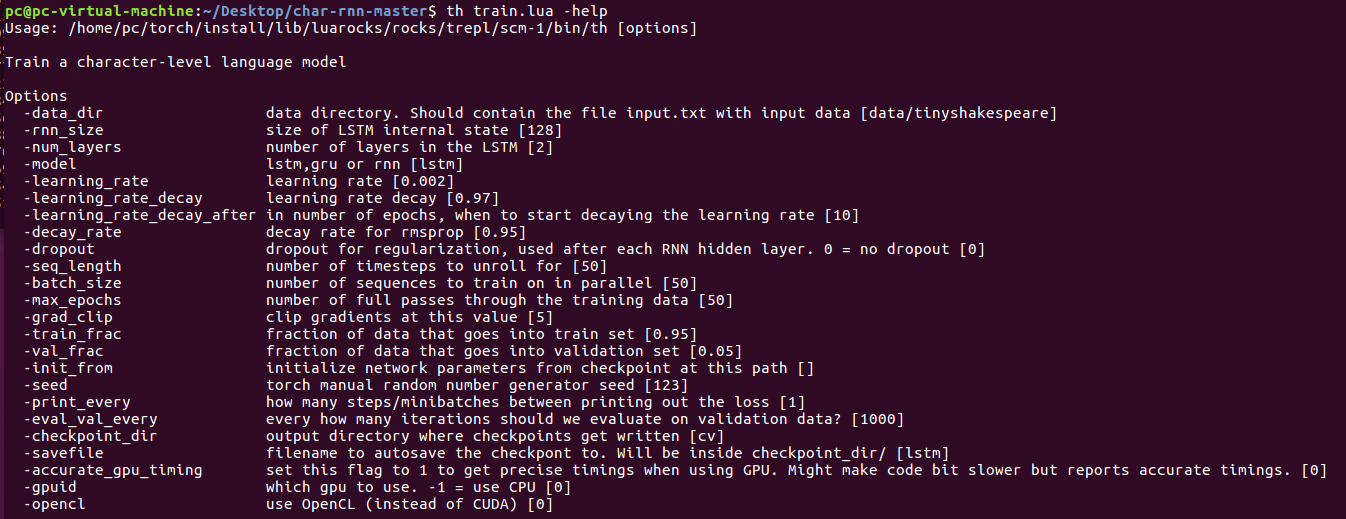 pc@pc-virtual-machine:~/Desktop/char-rnn-master$ th train.lua -help
Usage: /home/pc/torch/install/lib/luarocks/rocks/trepl/scm-1/bin/th [options]
Train a character-level language model
Options
-data_dir data directory. Should contain the file input.txt with input data [data/tinyshakespeare]
-rnn_size size of LSTM internal state [128]
-num_layers number of layers in the LSTM [2]
-model lstm,gru or rnn [lstm]
-learning_rate learning rate [0.002]
-learning_rate_decay learning rate decay [0.97]
-learning_rate_decay_after in number of epochs, when to start decaying the learning rate [10]
-decay_rate decay rate for rmsprop [0.95]
-dropout dropout for regularization, used after each RNN hidden layer. 0 = no dropout [0]
-seq_length number of timesteps to unroll for [50]
-batch_size number of sequences to train on in parallel [50]
-max_epochs number of full passes through the training data [50]
-grad_clip clip gradients at this value [5]
-train_frac fraction of data that goes into train set [0.95]
-val_frac fraction of data that goes into validation set [0.05]
-init_from initialize network parameters from checkpoint at this path []
-seed torch manual random number generator seed [123]
-print_every how many steps/minibatches between printing out the loss [1]
-eval_val_every every how many iterations should we evaluate on validation data? [1000]
-checkpoint_dir output directory where checkpoints get written [cv]
-savefile filename to autosave the checkpont to. Will be inside checkpoint_dir/ [lstm]
-accurate_gpu_timing set this flag to 1 to get precise timings when using GPU. Might make code bit slower but reports accurate timings. [0]
-gpuid which gpu to use. -1 = use CPU [0]
-opencl use OpenCL (instead of CUDA) [0]